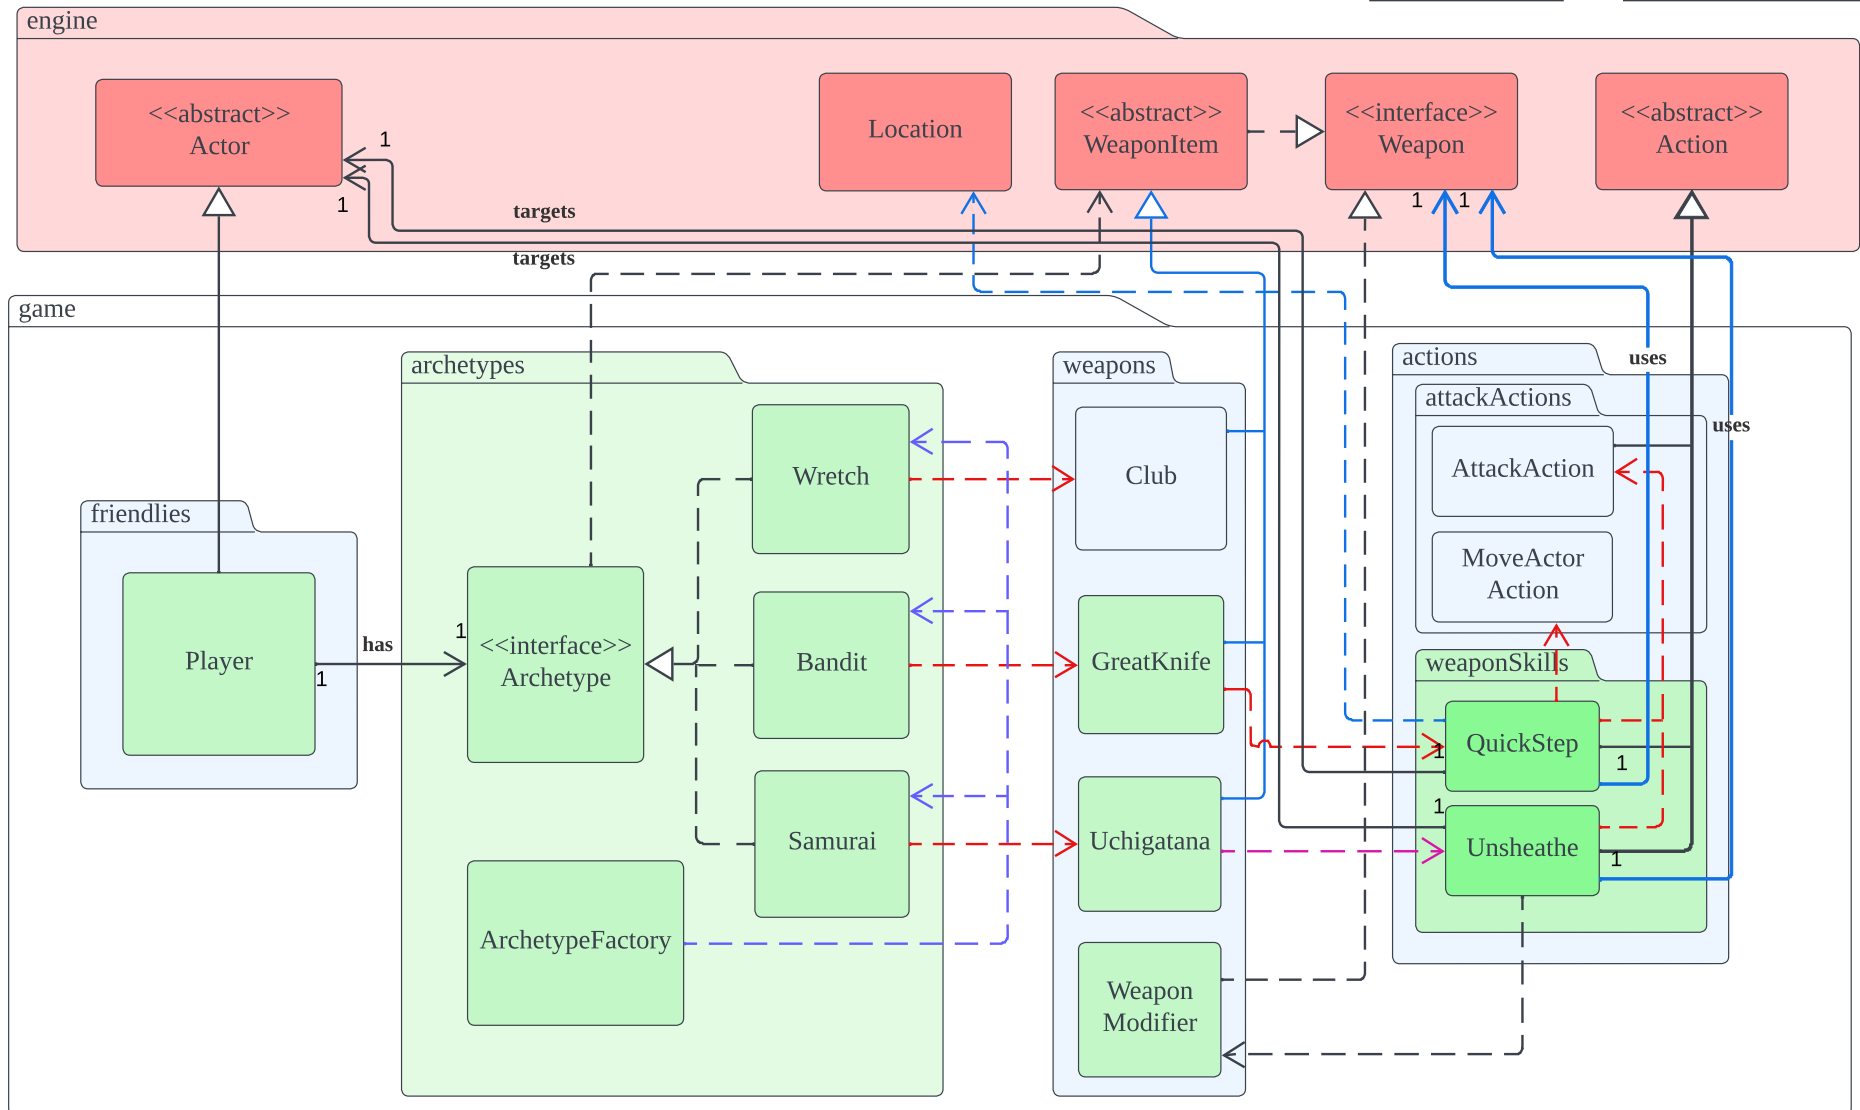 engine
<<abstract>>
Actor
Location
<<abstract>>
WeaponItem
<<interface>>
Weapon
<<abstract>>
Action
1
1
1
1
targets
targets
game
archetypes
weapons
actions
uses
attackActions
uses
Wretch
Club
AttackAction
friendlies
MoveActor
Action
Player
has
1
1
<<interface>>
Archetype
Bandit
GreatKnife
weaponSkills
QuickStep
1
1
Samurai
Uchigatana
1
Unsheathe
1
ArchetypeFactory
Weapon
Modifier